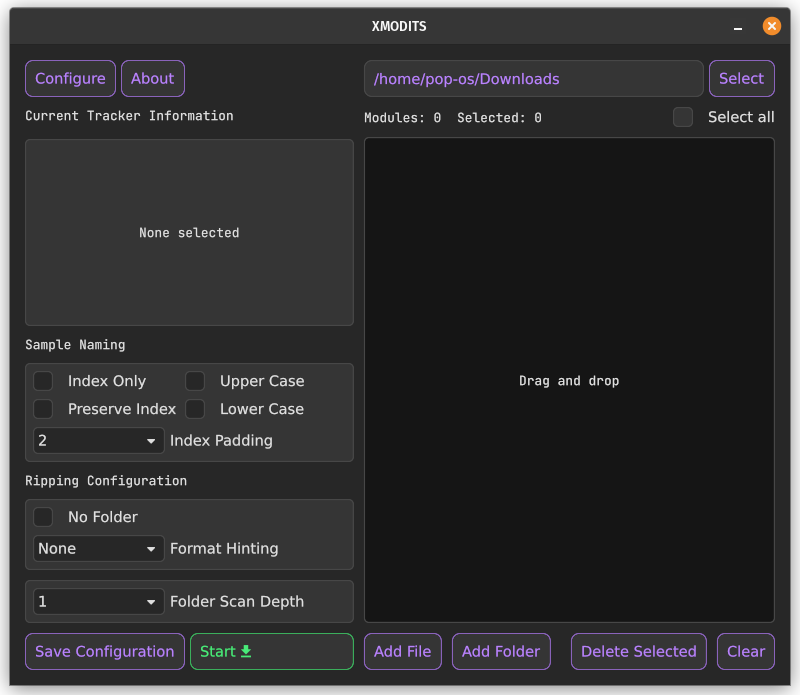 XMODITS
Configure About /home/pop-os/Downloads Select
Current Tracker Information
Modules: 0 Selected: 0 Select all
None selected
Drag and drop
Sample Naming
Index Only Upper Case
Preserve Index Lower Case
2 Index Padding
Ripping Configuration
No Folder
None Format Hinting
1 Folder Scan Depth
Save Configuration Start Add File Add Folder Delete Selected Clear